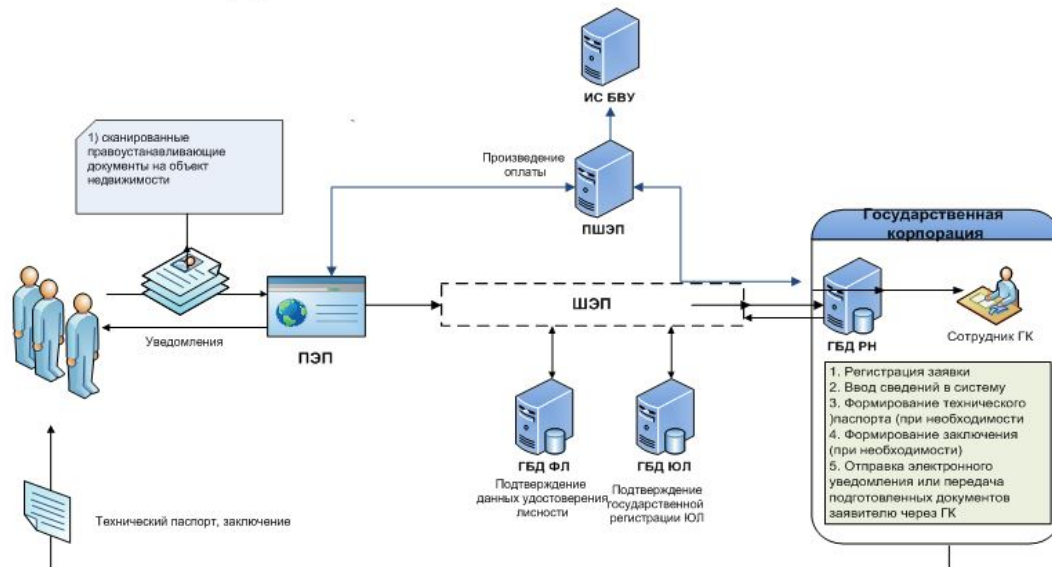 ИС БВУ
1) сканированные
правоустанавливающие
документы на объект
недвижимости
Произведение
оплаты
ПШЭП
Государственная
корпорация
ШЭП
Уведомления
ПЭП
ГБД РН
Сотрудник ГК
1. Регистрация заявки
2. Ввод сведений в систему
3. Формирование технического
)паспорта (при необходимости
4. Формирование заключения
(при необходимости)
5. Отправка электронного
уведомления или передача
подготовленных документов
заявителю через ГК
ГБД ФЛ
Подтверждение
данных удостоверения
лисности
ГБД ЮЛ
Подтверждение
государственной
регистрации ЮЛ
Технический паспорт, заключение